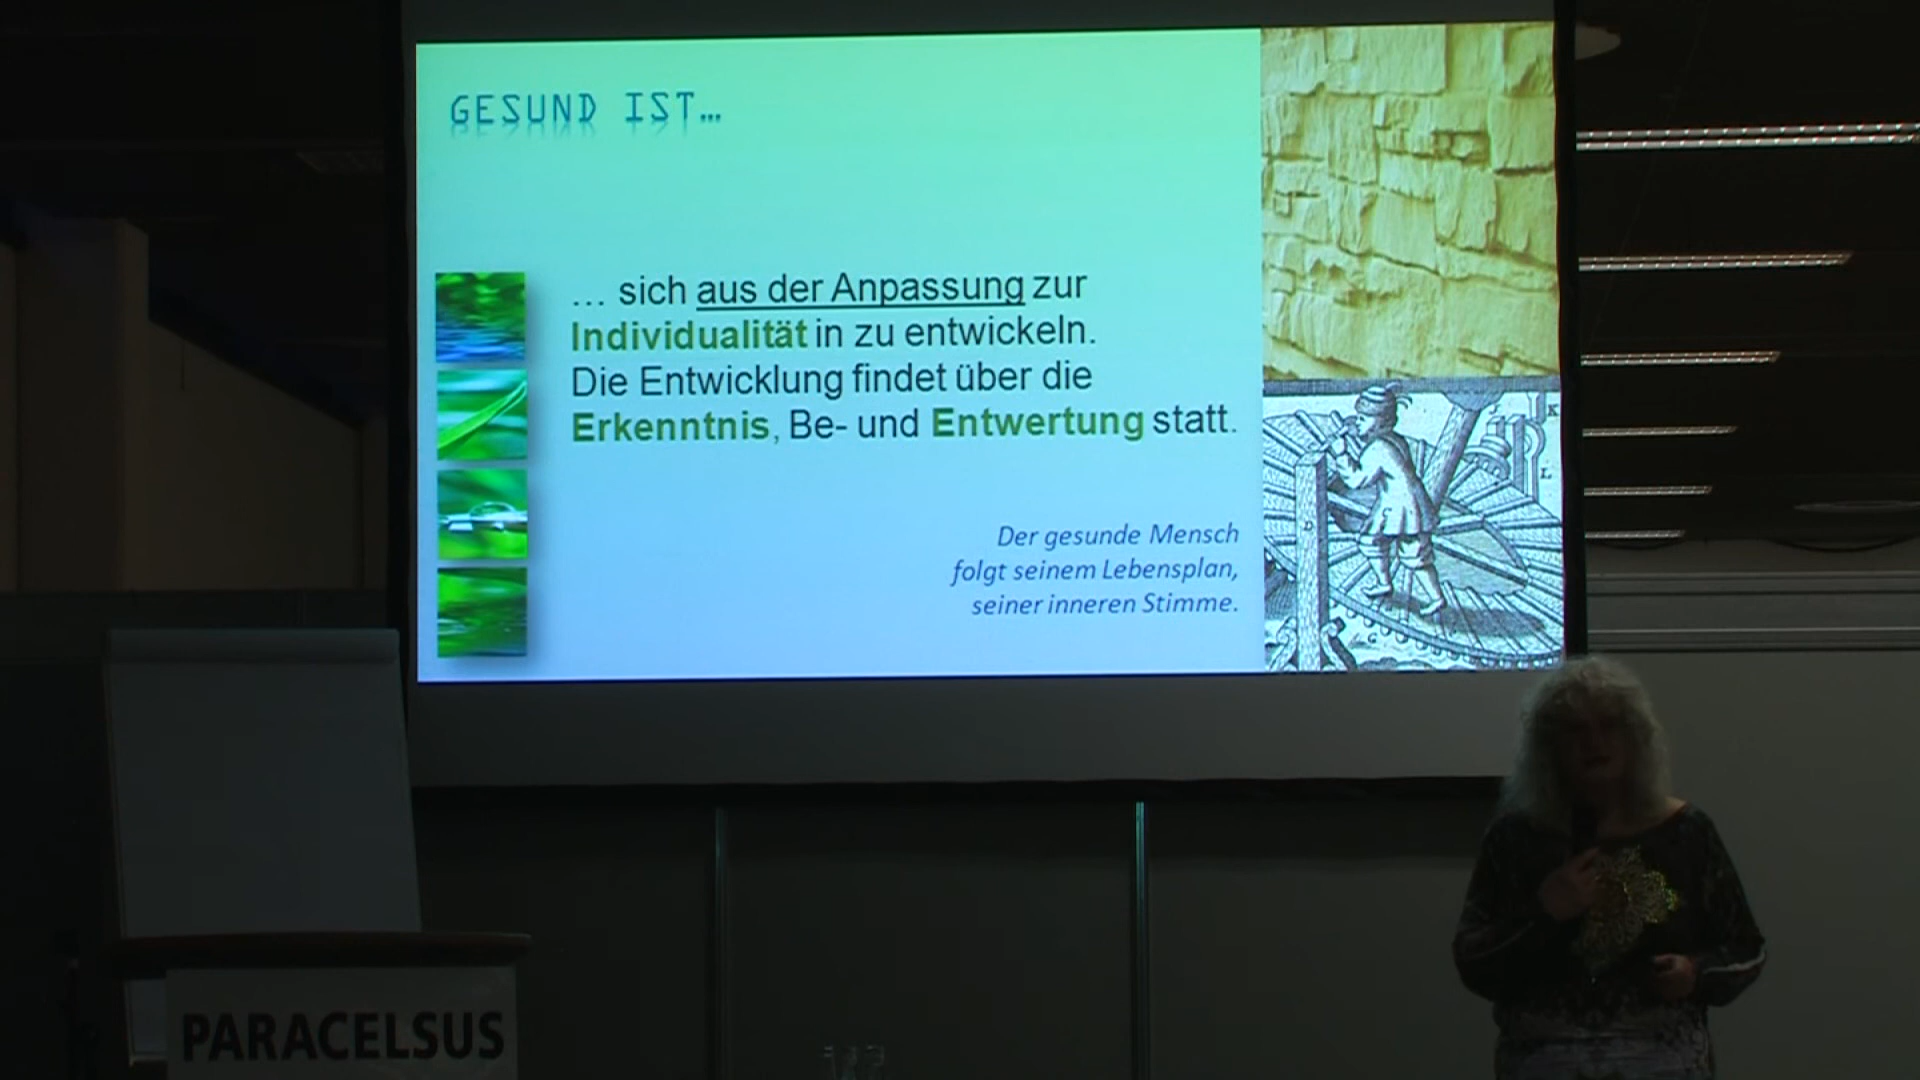 GESUND IST…
… sich aus der Anpassung zur
Individualität in zu entwickeln.
Die Entwicklung findet über die
Erkenntnis, Be- und Entwertung statt.
Der gesunde Mensch
folgt seinem Lebensplan,
seiner inneren Stimme.
K
L
D
C
G
PARACELSUS